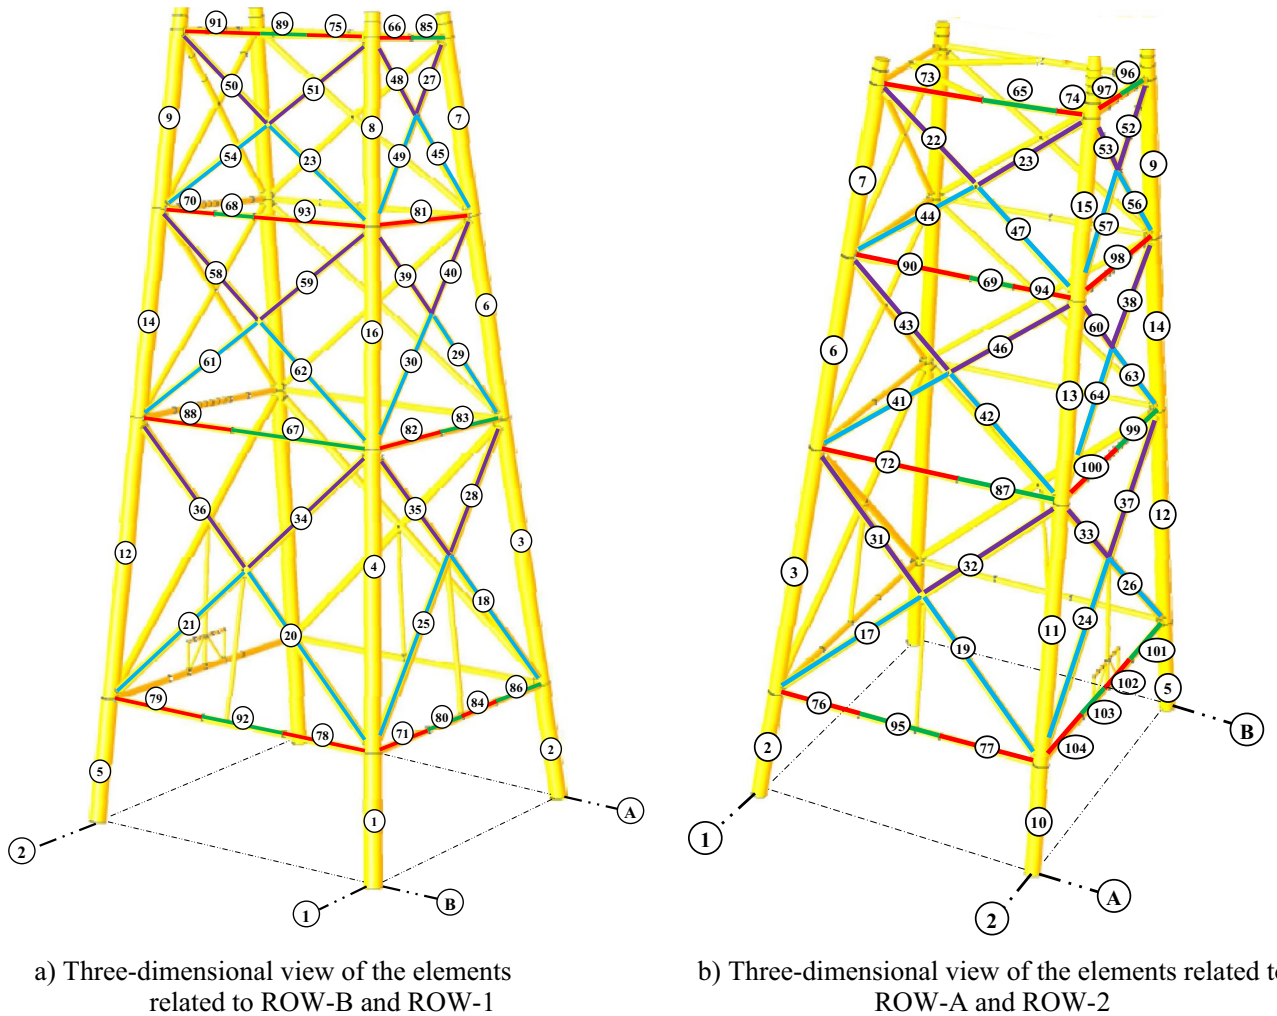 91 89 75 66 85
50 51 48 27
9 8 7
54 23 49 45
70 68 93 81
58 59 39 40
14 16 6
61 62 30 29
88 67 82 83
36 34 35 28
12 4 3
21 20 25 18
79 92 78 71 80 84 86
5 1 2
2 1 B A
73 65 74 97 96
22 23 53 52
7 15 9
44 47 57 56
90 69 94 98
43 46 60 38
6 13 14
41 42 64 63
72 87 100 99
31 32 33 37
3 11 12
17 19 24 26
76 95 77 104 103 102 101
2 10 5
1 2 A B
a) Three-dimensional view of the elements
related to ROW-B and ROW-1
b) Three-dimensional view of the elements related to
ROW-A and ROW-2